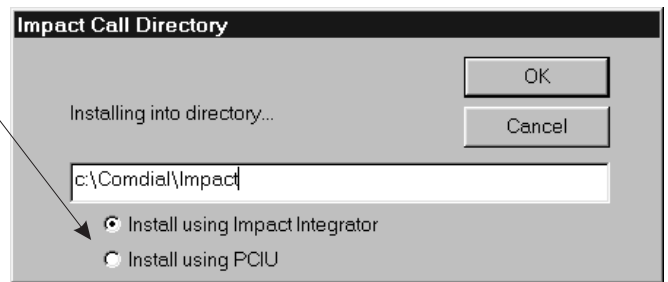 Impact Call Directory
OK
Installing into directory...
Cancel
c:\Comdial\Impact
Install using Impact Integrator
Install using PCIU